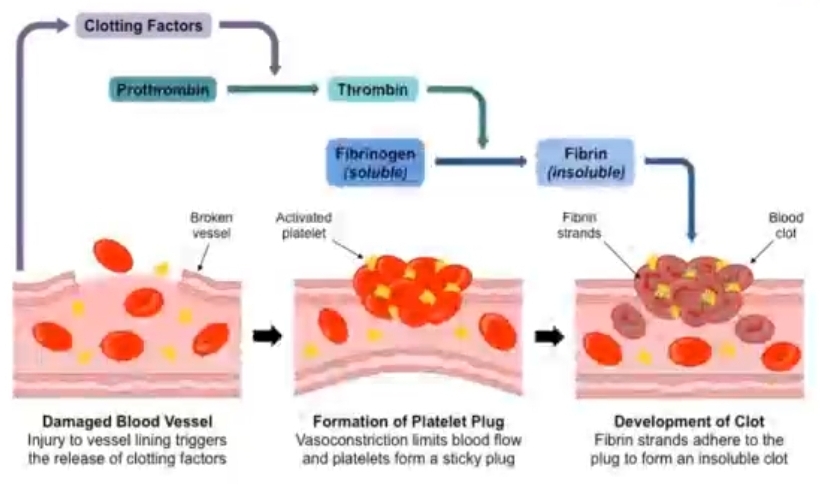 Clotting Factors
Prothrombin
Thrombin
Fibrinogen
(soluble)
Fibrin
(insoluble)
Broken
vessel
Activated
platelet
Fibrin
strands
Blood
clot
Damaged Blood Vessel
Injury to vessel lining triggers
the release of clotting factors
Formation of Platelet Plug
Vasoconstriction limits blood flow
and platelets form a sticky plug
Development of Clot
Fibrin strands adhere to the
plug to form an insoluble clot